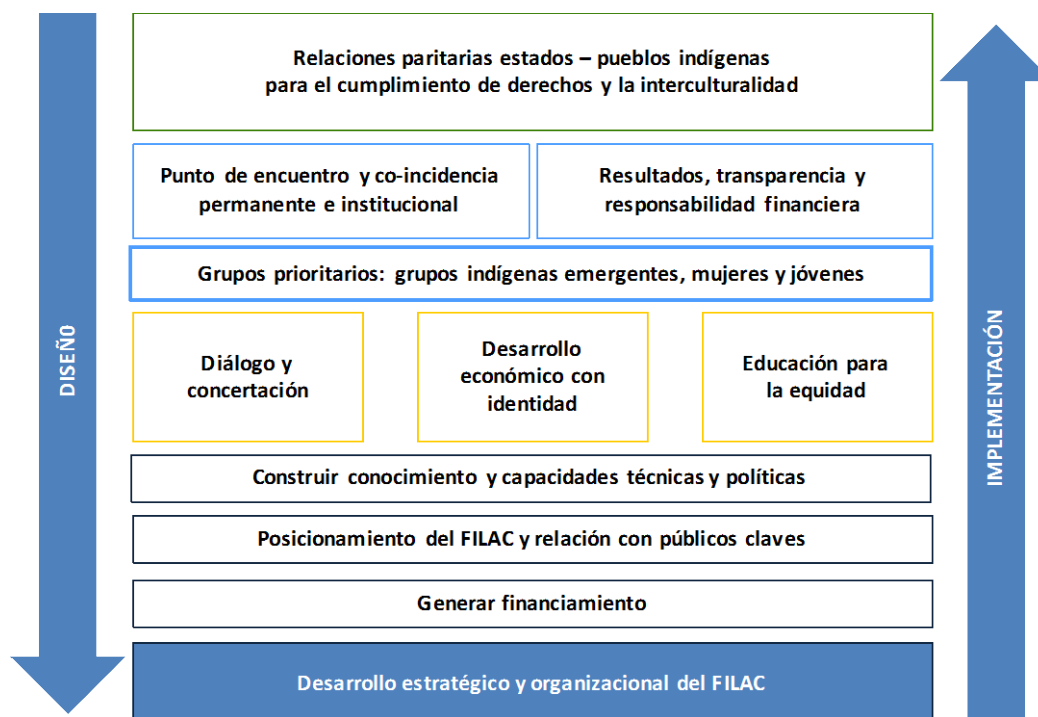 Relaciones paritarias estados – pueblos indígenas
para el cumplimiento de derechos y la interculturalidad
Punto de encuentro y co-incidencia
permanente e institucional
Resultados, transparencia y
responsabilidad financiera
Grupos prioritarios: grupos indígenas emergentes, mujeres y jóvenes
Diálogo y
concertación
Desarrollo
económico con
identidad
Educación para
la equidad
Construir conocimiento y capacidades técnicas y políticas
Posicionamiento del FILAC y relación con públicos claves
Generar financiamiento
Desarrollo estratégico y organizacional del FILAC
DISEÑ0
IMPLEMENTACIÓN